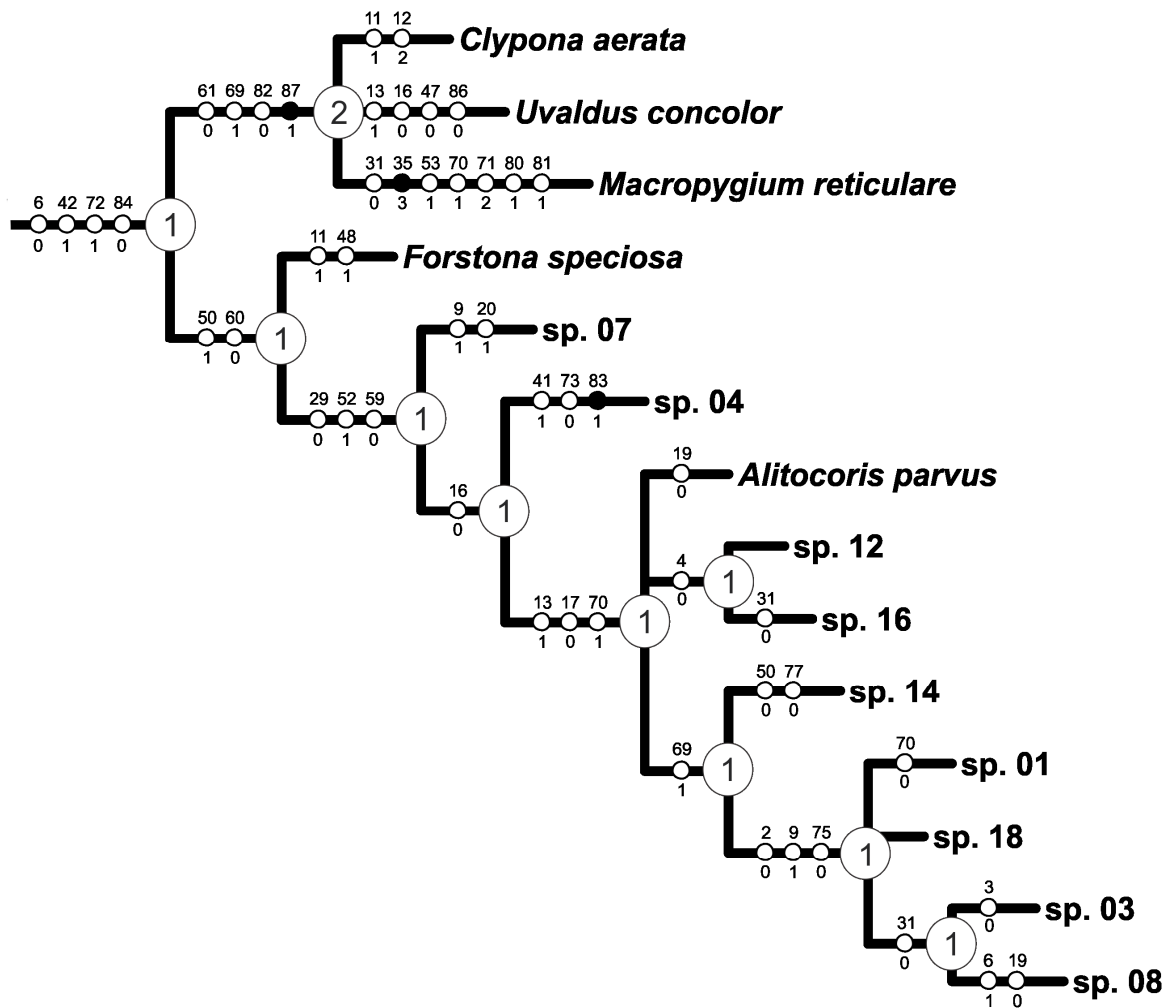 11 12
Clypona aerata
1 2
61 69 82 87
13 16 47 86
2
Uvaldus concolor
0 1 0 1
1 0 0 0
31 35 53 70 71 80 81
Macropygium reticulare
0 3 1 1 2 1 1
6 42 72 84
1
0 1 1 0
11 48
Forstona speciosa
1 1
50 60
1
1 0
9 20
sp. 07
1 1
29 52 59
1
0 1 0
41 73 83
sp. 04
1 0 1
16
1
0
19
Alitocoris parvus
0
sp. 12
4
1
0
31
sp. 16
0
13 17 70
1
1 0 1
50 77
sp. 14
0 0
69
1
1
70
sp. 01
0
sp. 18
2 9 75
1
0 1 0
3
sp. 03
0
31
1
0
6 19
sp. 08
1 0